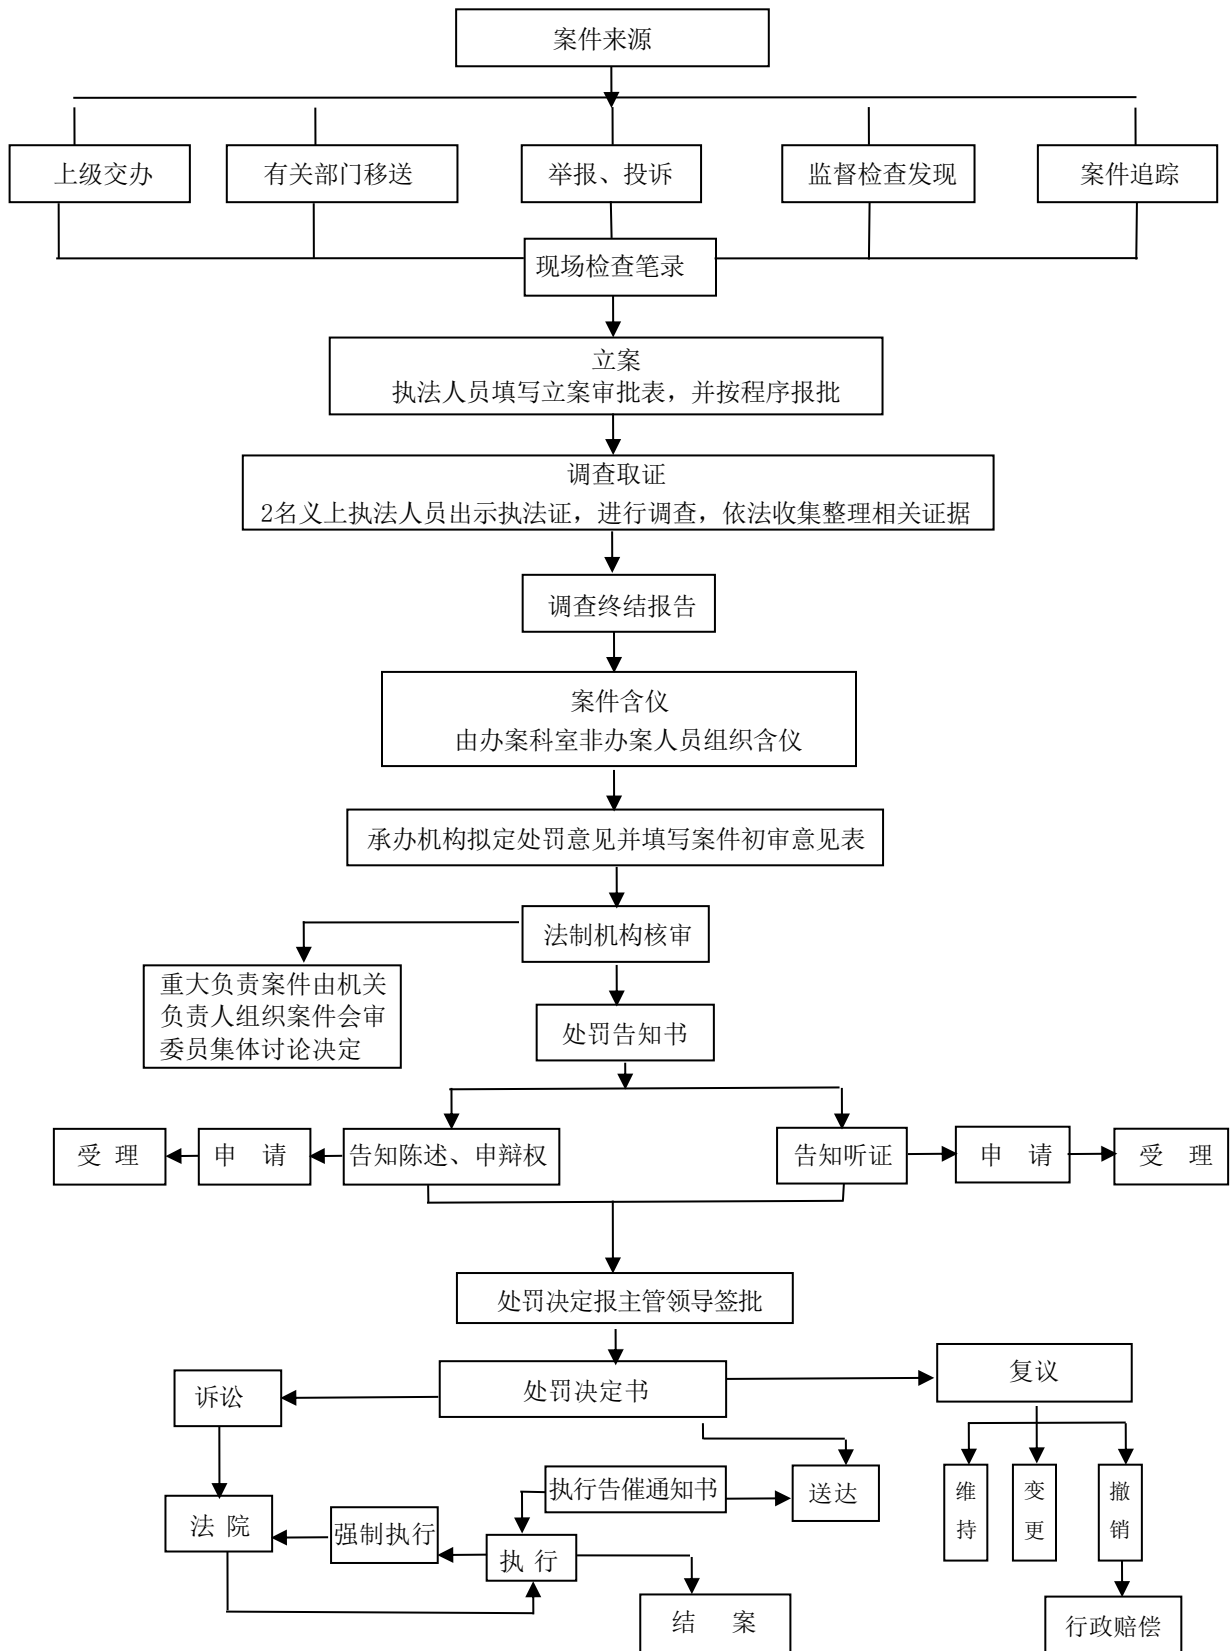 案件来源
上级交办
有关部门移送
举报、投诉
监督检查发现
案件追踪
现场检查笔录
立案
执法人员填写立案审批表，并按程序报批
调查取证
2名义上执法人员出示执法证，进行调查，依法收集整理相关证据
调查终结报告
案件含仪
由办案科室非办案人员组织含仪
承办机构拟定处罚意见并填写案件初审意见表
法制机构核审
重大负责案件由机关
负责人组织案件会审
委员集体讨论决定
处罚告知书
受 理
申 请
告知陈述、申辩权
告知听证
申 请
受 理
处罚决定报主管领导签批
处罚决定书
诉讼
复议
维持
变更
撤销
执行告催通知书
送达
法 院
强制执行
执 行
结 案
行政赔偿